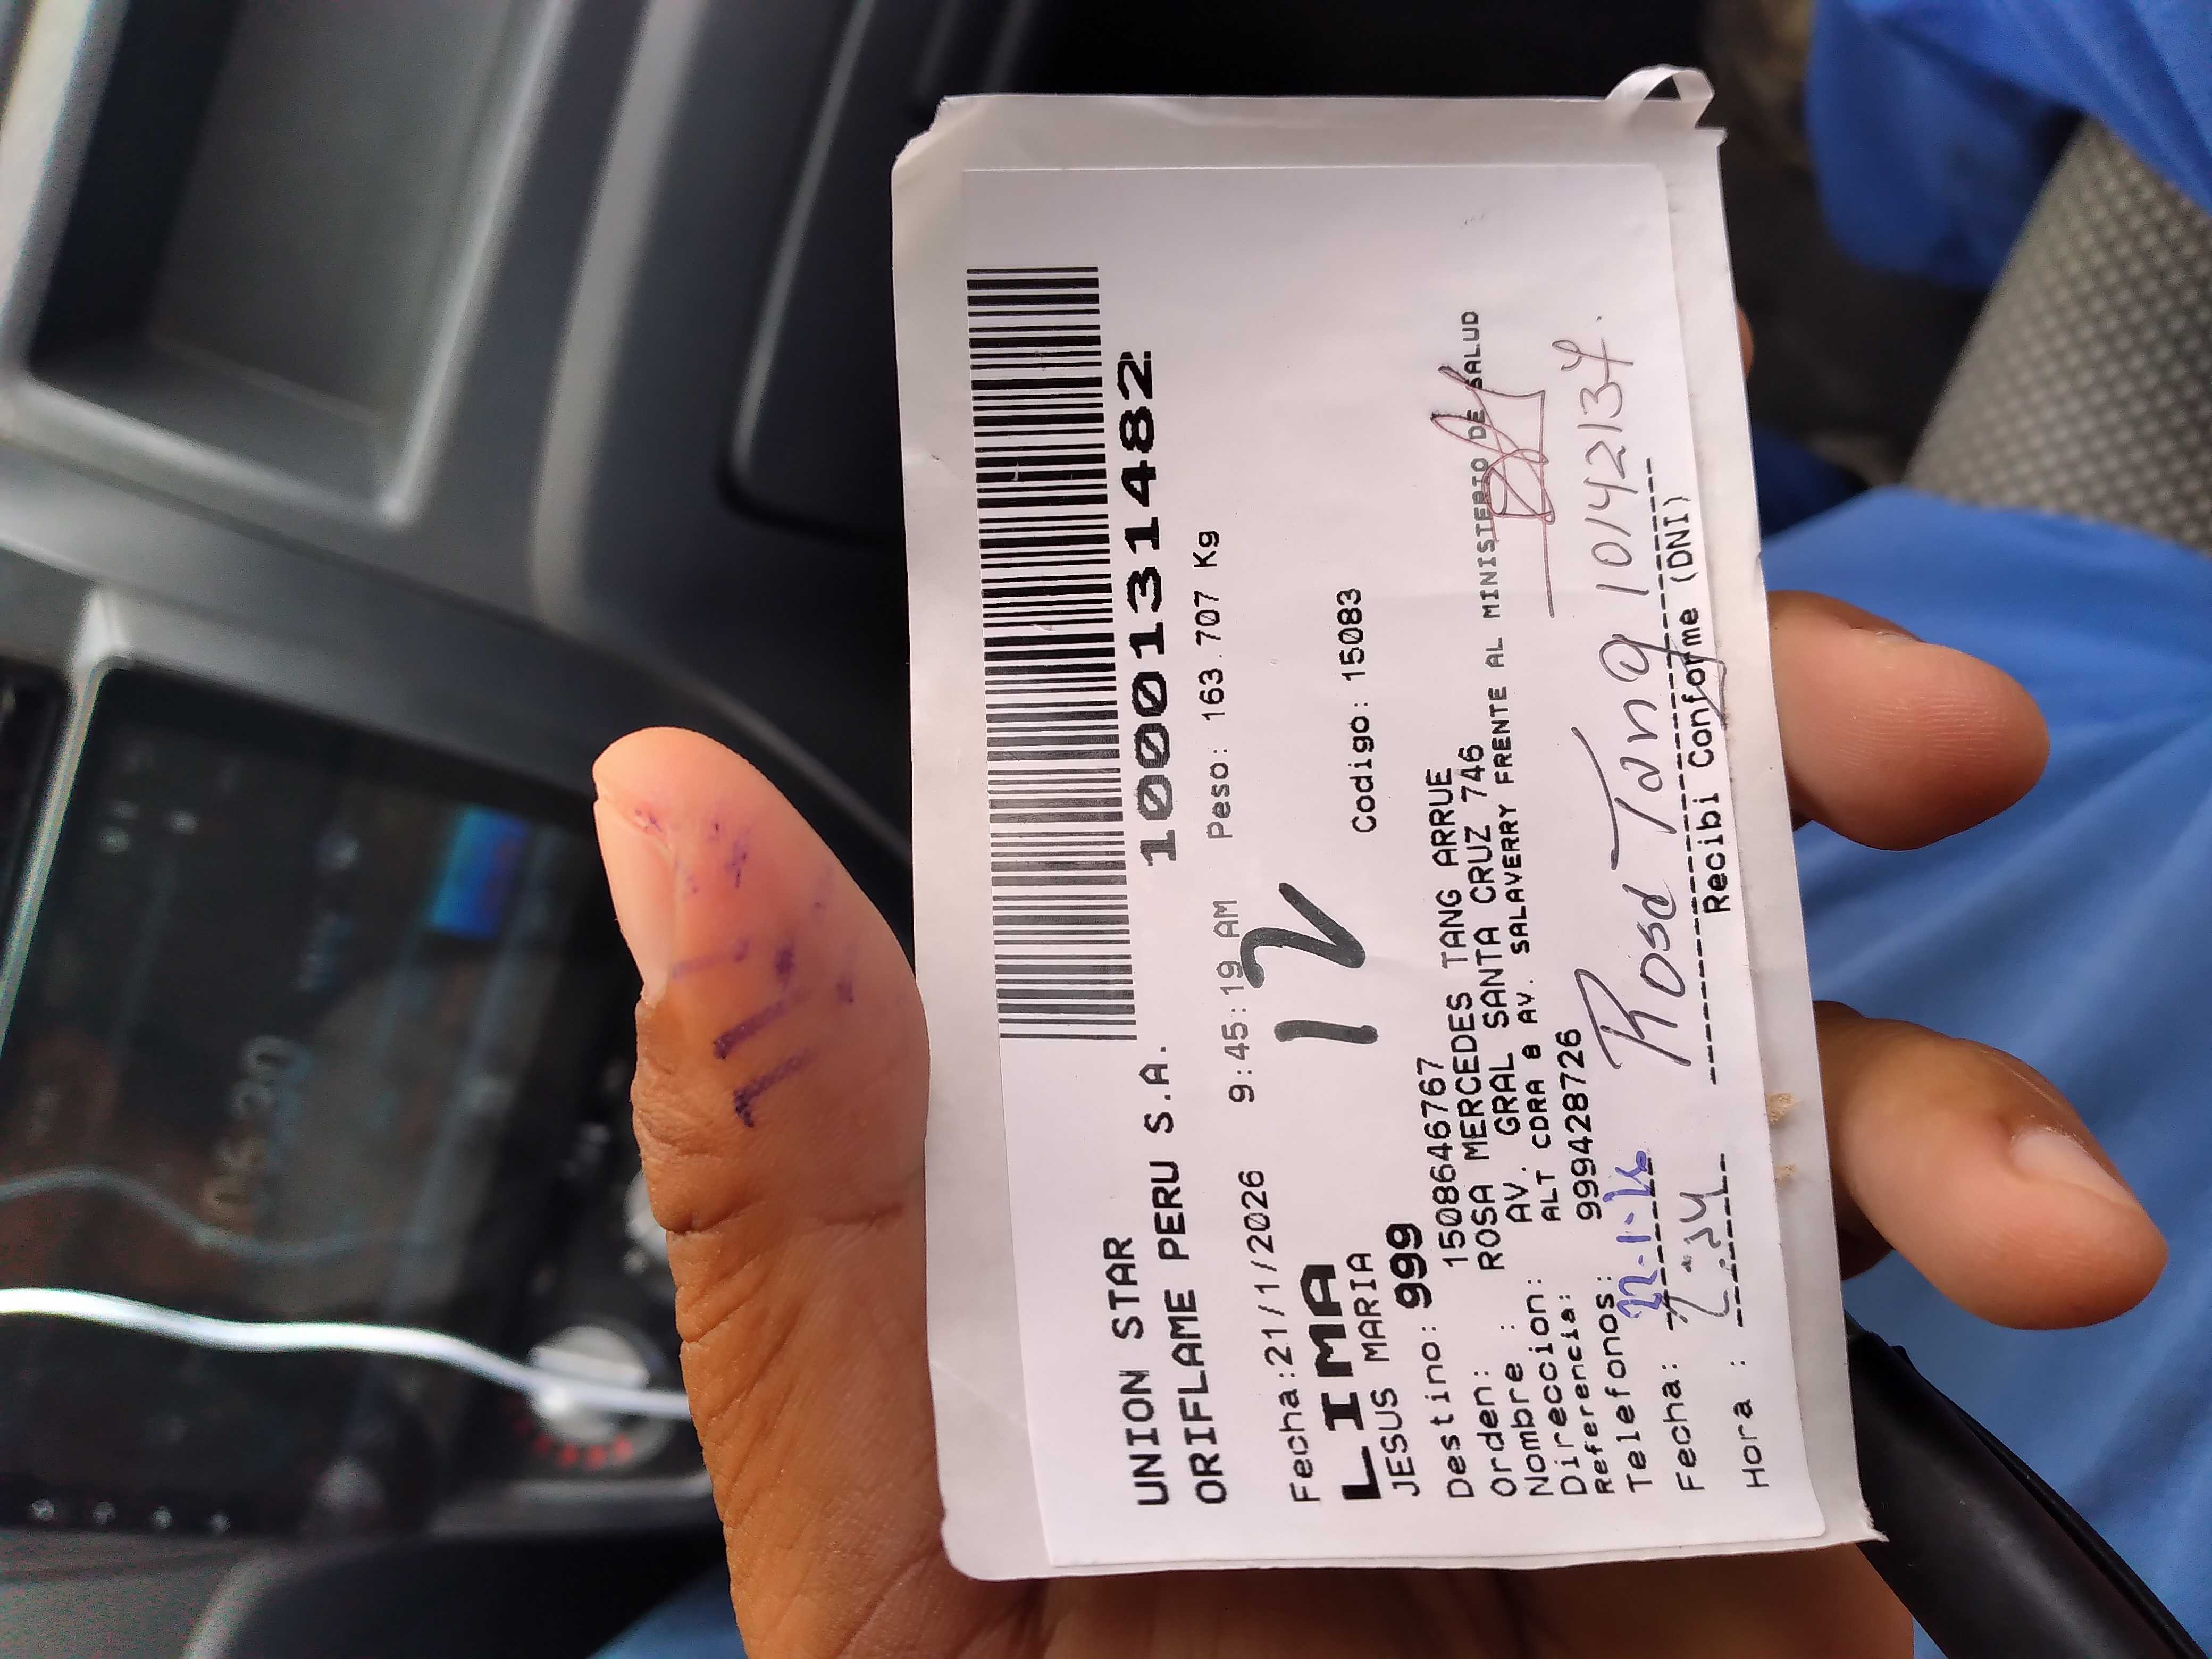 UNION STAR
ORIFLAME PERU S.A. 1000131482
Fecha:21/1/2026 9:45:19 AM Peso: 163.707 Kg
LIMA 12
JESUS MARIA Codigo: 15083
Destino: 999
Orden: 1508646767
Nombre : ROSA MERCEDES TANG ARRUE
Direccion: AV. GRAL SANTA CRUZ 746
Referencia: ALT CDRA 8 AV. SALAVERRY FRENTE AL MINISTERIO DE SALUD
Telefonos: 999428726
Fecha: 22-1-26 Rosa Tang 10142134
Hora : Recibi Conforme (DNI)